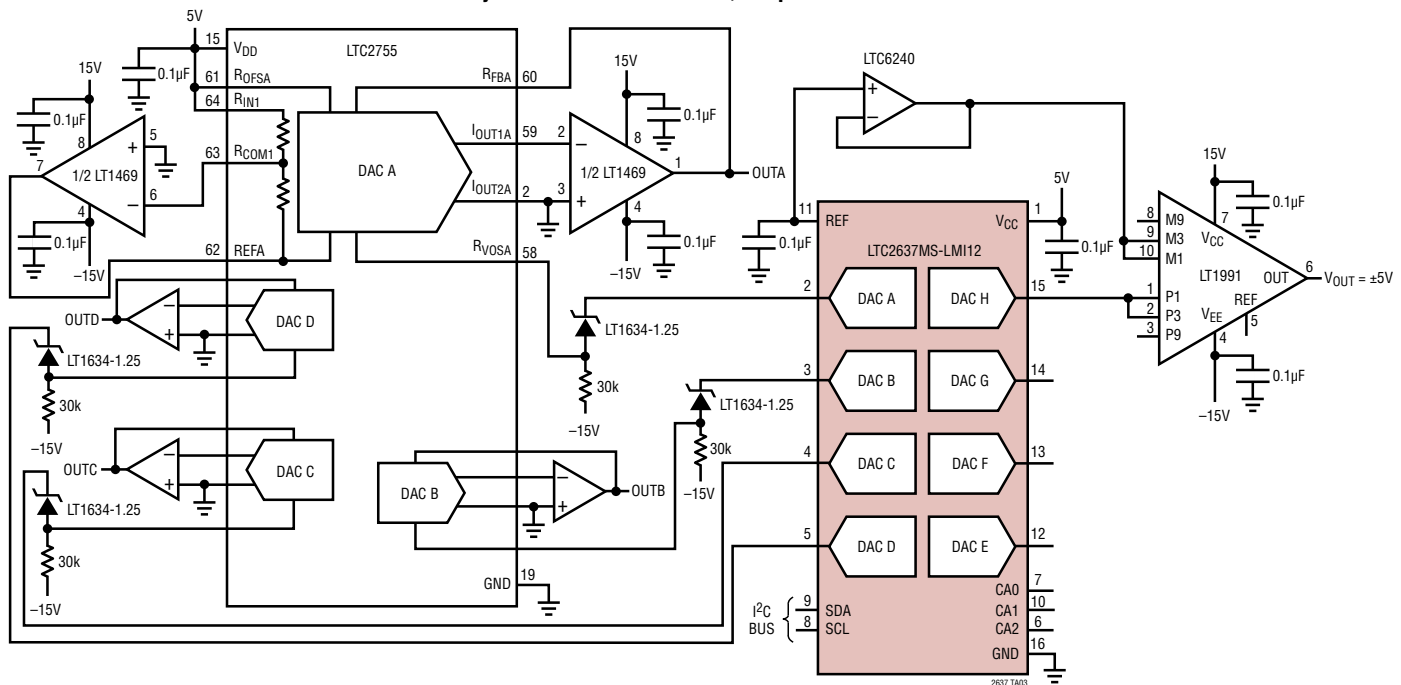 5V
15
VDD
LTC2755
0.1µF
15V
61
ROFSA
64
RIN1
0.1µF
8
5
+
7
1/2 LT1469
63
RCOM1
6
–
4
0.1µF
–15V
62
REFA
DAC A
RFBA
60
IOUT1A
59
IOUT2A
2
RVOSA
58
15V
0.1µF
8
2
–
1/2 LT1469
1
OUTA
3
+
4
0.1µF
–15V
OUTD
–
+
DAC D
LT1634-1.25
30k
–15V
OUTC
–
+
DAC C
LT1634-1.25
30k
–15V
DAC B
–
+
OUTB
GND
19
LT1634-1.25
30k
–15V
LT1634-1.25
30k
–15V
LTC6240
+
–
11
REF
0.1µF
VCC
1
5V
0.1µF
LTC2637MS-LMI12
2
DAC A
DAC H
15
3
DAC B
DAC G
14
4
DAC C
DAC F
13
5
DAC D
DAC E
12
CA0
7
CA1
10
CA2
6
GND
16
I2C
BUS
9
SDA
8
SCL
15V
0.1µF
7
VCC
8
M9
9
M3
10
M1
LT1991
OUT
6
VOUT = ±5V
1
P1
2
P3
3
P9
REF
5
VEE
4
0.1µF
–15V
2637 TA03